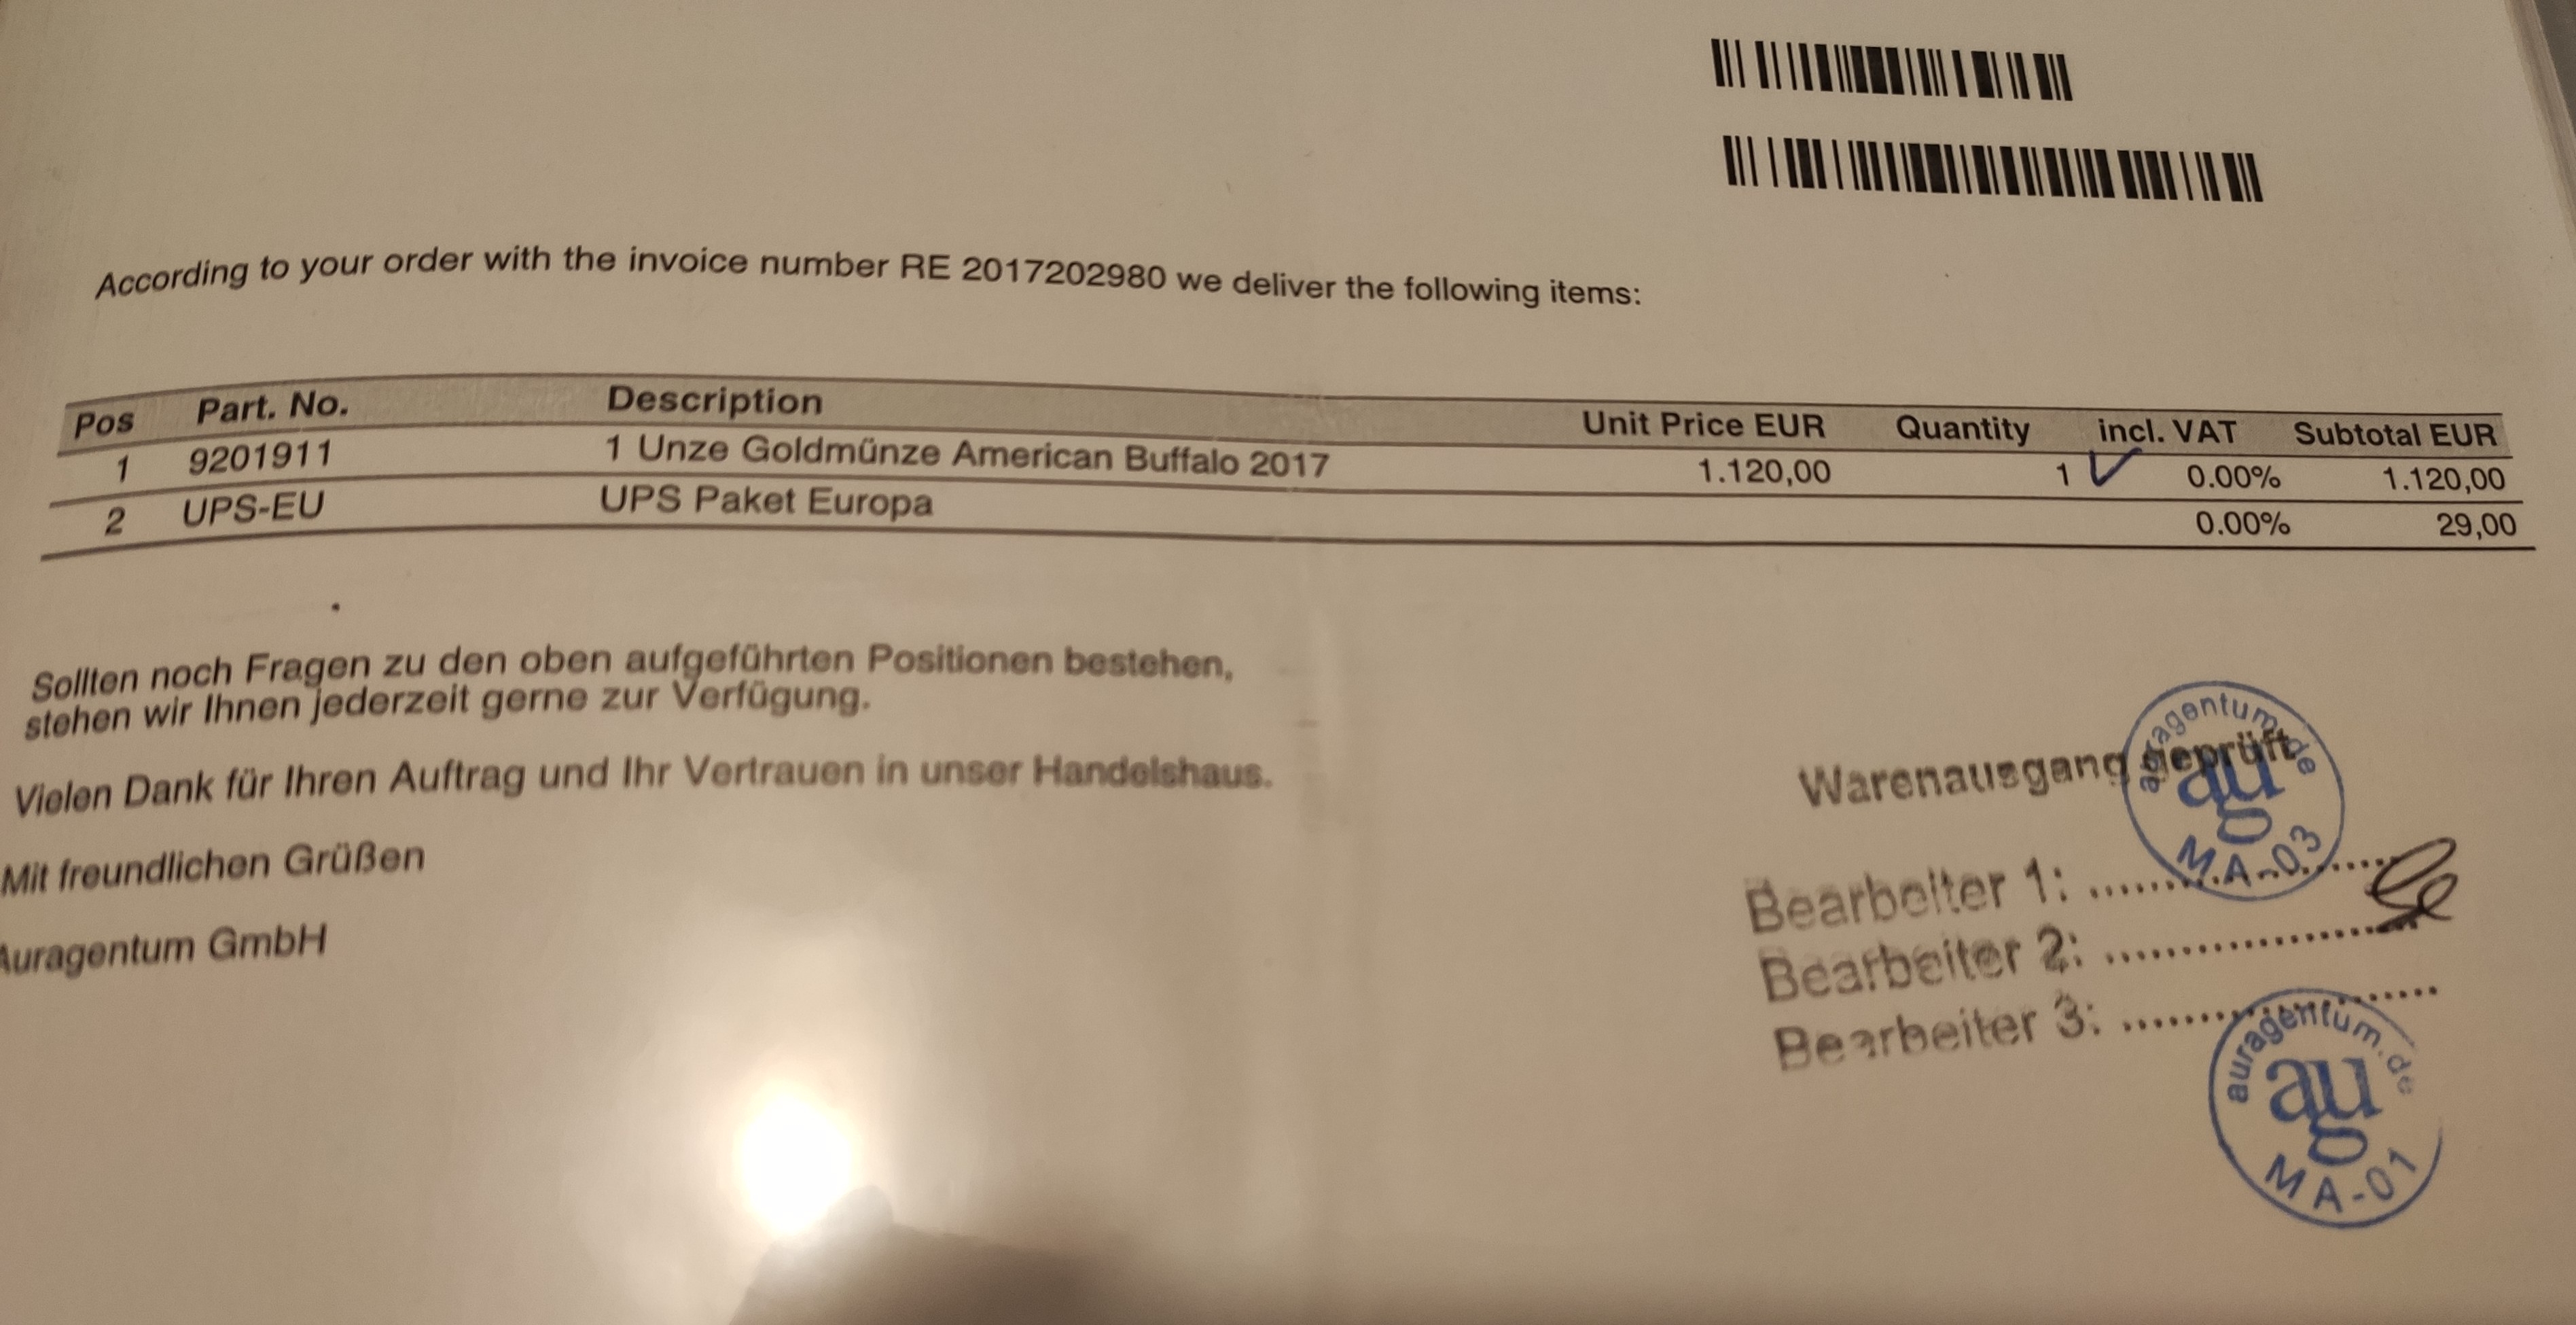 According to your order with the invoice number RE 2017202980 we deliver the following items:
Pos Part. No. Description Unit Price EUR Quantity incl. VAT Subtotal EUR
1 9201911 1 Unze Goldmünze American Buffalo 2017 1.120,00 1 0.00% 1.120,00
2 UPS-EU UPS Paket Europa 0.00% 29,00
Sollten noch Fragen zu den oben aufgeführten Positionen bestehen,
stehen wir Ihnen jederzeit gerne zur Verfügung.
Vielen Dank für Ihren Auftrag und Ihr Vertrauen in unser Handelshaus.
Mit freundlichen Grüßen
Auragentum GmbH
Warenausgang geprüft
auragentum.de
au
g
MA-03
Bearbeiter 1:
Bearbeiter 2:
Bearbeiter 3:
auragentum.de
au
g
MA-01